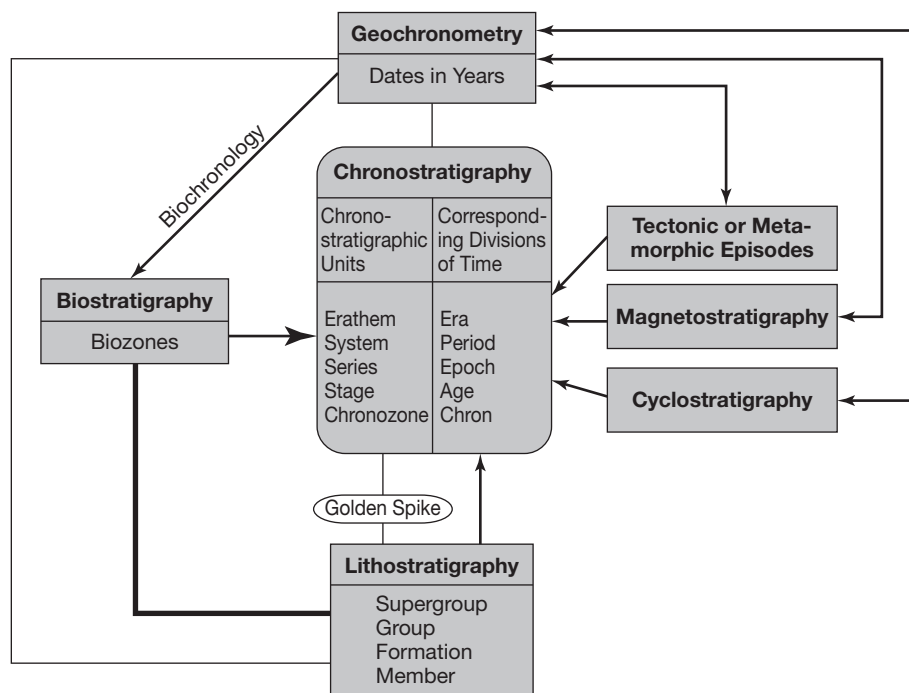 Geochronometry
Dates in Years
Biochronology
Chronostratigraphy
Chrono-
stratigraphic
Units
Correspond-
ing Divisions
of Time
Erathem
System
Series
Stage
Chronozone
Era
Period
Epoch
Age
Chron
Tectonic or Meta-
morphic Episodes
Magnetostratigraphy
Cyclostratigraphy
Biostratigraphy
Biozones
Golden Spike
Lithostratigraphy
Supergroup
Group
Formation
Member